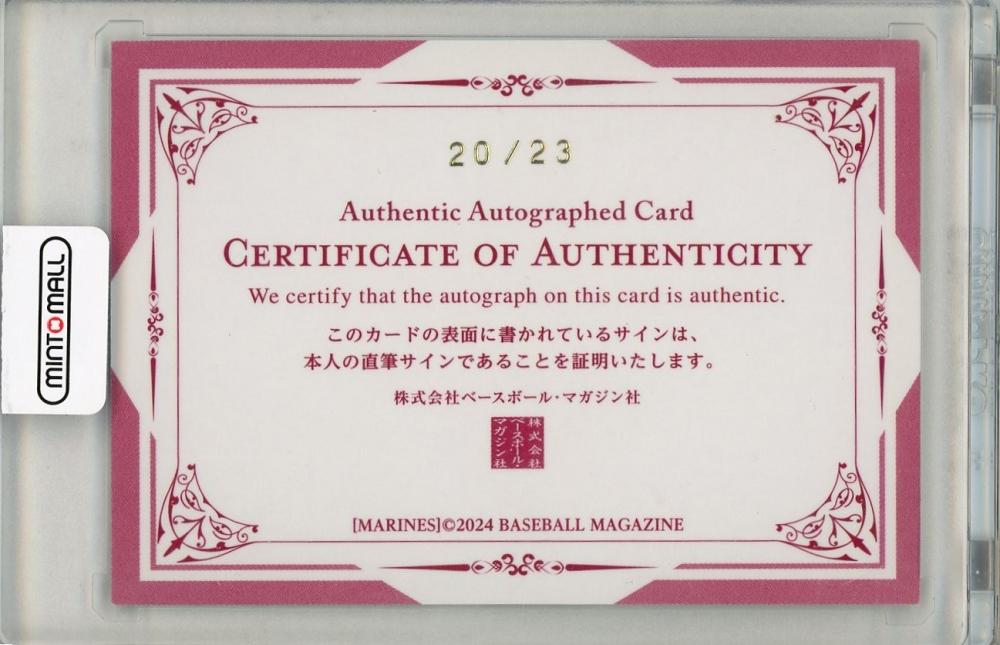 20/23
Authentic Autographed Card
CERTIFICATE OF AUTHENTICITY
We certify that the autograph on this card is authentic.
このカードの表面に書かれているサインは、
本人の直筆サインであることを証明いたします。
株式会社ベースボール・マガジン社
株式会社
ベースボール・
マガジン社
[MARINES]©2024 BASEBALL MAGAZINE
MINTOMALL